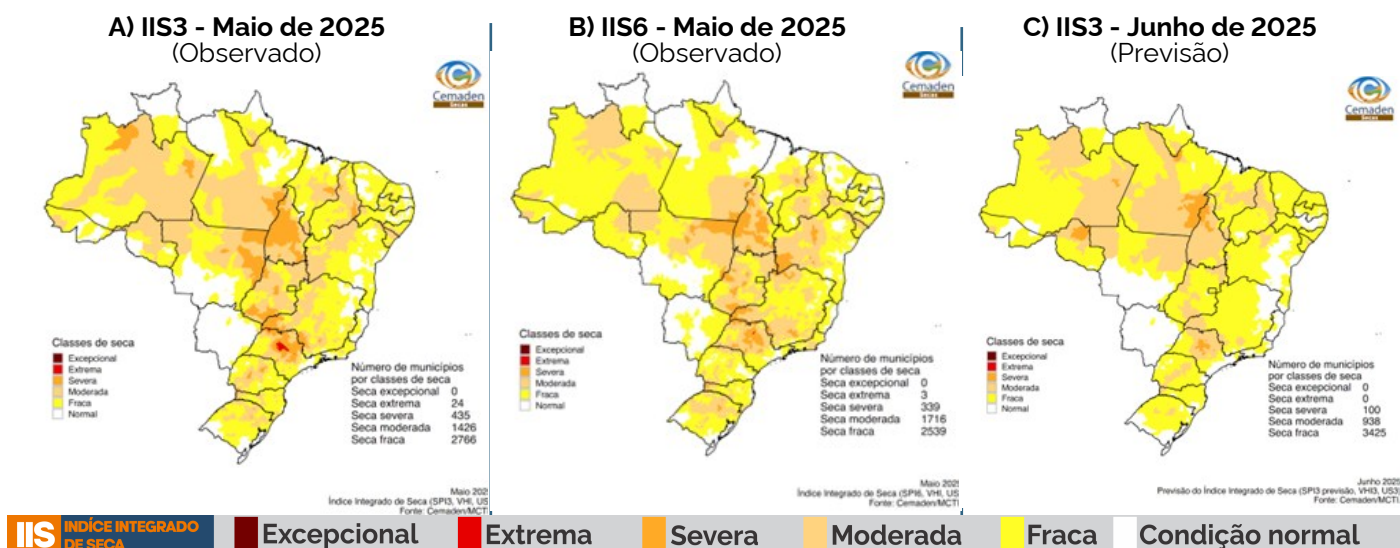 A) IIS3 - Maio de 2025
(Observado)
Cemaden
Secas
Classes de seca
Excepcional
Extrema
Severa
Moderada
Fraca
Normal
Número de municípios
por classes de seca
Seca excepcional 0
Seca extrema 24
Seca severa 435
Seca moderada 1426
Seca fraca 2766
Maio 202
Índice Integrado de Seca (SPI3, VHI, US
Fonte: Cemaden/MCT
B) IIS6 - Maio de 2025
(Observado)
Cemaden
Secas
Classes de seca
Excepcional
Extrema
Severa
Moderada
Fraca
Normal
Número de municípios
por classes de seca
Seca excepcional 0
Seca extrema 3
Seca severa 339
Seca moderada 1716
Seca fraca 2539
Maio 202
Índice Integrado de Seca (SPI6, VHI, US
Fonte: Cemaden/MCTI
C) IIS3 - Junho de 2025
(Previsão)
Cemaden
Secas
Classes de seca
Excepcional
Extrema
Severa
Moderada
Fraca
Normal
Número de municípios
por classes de seca
Seca excepcional 0
Seca extrema 0
Seca severa 100
Seca moderada 938
Seca fraca 3425
Junho 2025
Previsão do Índice Integrado de Seca (SPI3 previsão, VHI3, US3)
Fonte: Cemaden/MCTI
IIS INDÍCE INTEGRADO
DE SECA
Excepcional Extrema Severa Moderada Fraca Condição normal